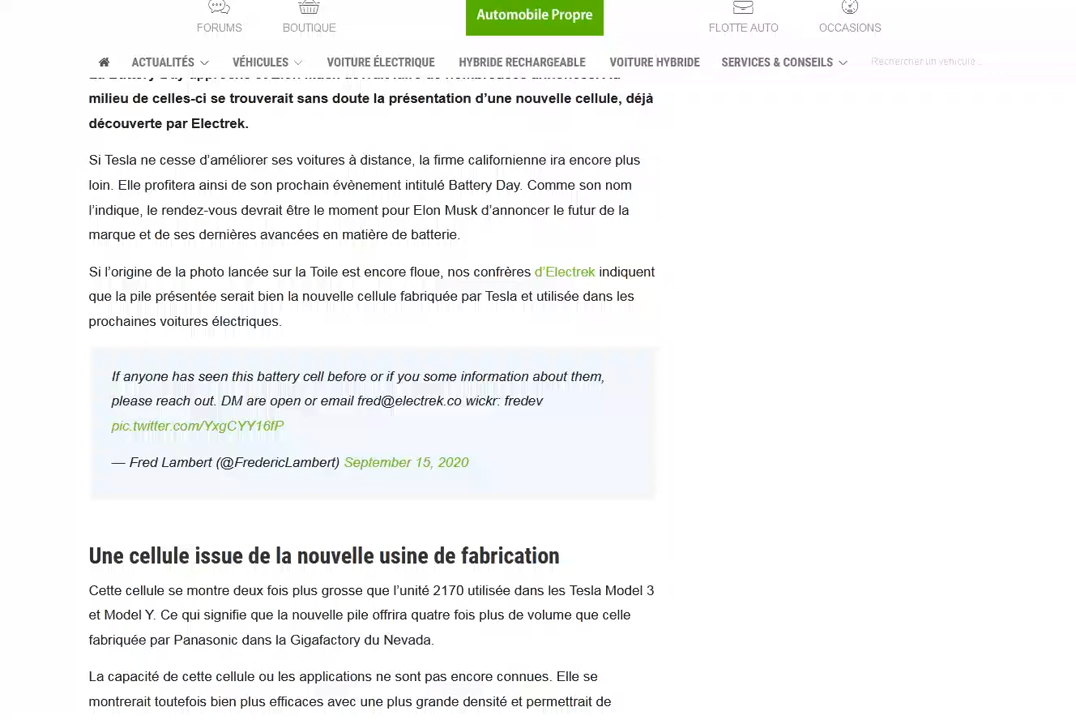 FORUMS
BOUTIQUE
Automobile Propre
FLOTTE AUTO
OCCASIONS
ACTUALITÉS
VÉHICULES
VOITURE ÉLECTRIQUE
HYBRIDE RECHARGEABLE
VOITURE HYBRIDE
SERVICES & CONSEILS
Rechercher un véhicule...
milieu de celles-ci se trouverait sans doute la présentation d’une nouvelle cellule, déjà
découverte par Electrek.
Si Tesla ne cesse d’améliorer ses voitures à distance, la firme californienne ira encore plus
loin. Elle profitera ainsi de son prochain évènement intitulé Battery Day. Comme son nom
l’indique, le rendez-vous devrait être le moment pour Elon Musk d’annoncer le futur de la
marque et de ses dernières avancées en matière de batterie.
Si l’origine de la photo lancée sur la Toile est encore floue, nos confrères d’Electrek indiquent
que la pile présentée serait bien la nouvelle cellule fabriquée par Tesla et utilisée dans les
prochaines voitures électriques.
If anyone has seen this battery cell before or if you some information about them,
please reach out. DM are open or email fred@electrek.co wickr: fredev
pic.twitter.com/YxgCYY16fP
— Fred Lambert (@FredericLambert) September 15, 2020
Une cellule issue de la nouvelle usine de fabrication
Cette cellule se montre deux fois plus grosse que l’unité 2170 utilisée dans les Tesla Model 3
et Model Y. Ce qui signifie que la nouvelle pile offrira quatre fois plus de volume que celle
fabriquée par Panasonic dans la Gigafactory du Nevada.
La capacité de cette cellule ou les applications ne sont pas encore connues. Elle se
montrerait toutefois bien plus efficaces avec une plus grande densité et permettrait de